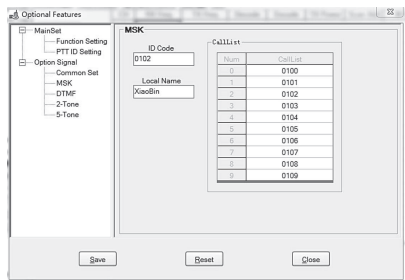 Optional Features
MainSet
Function Setting
PTT ID Setting
Option Signal
Common Set
MSK
DTMF
2-Tone
5-Tone
MSK
ID Code
0102
Local Name
XiaoBin
CallList
Num CallList
0 0100
1 0101
2 0102
3 0103
4 0104
5 0105
6 0106
7 0107
8 0108
9 0109
Save Reset Close